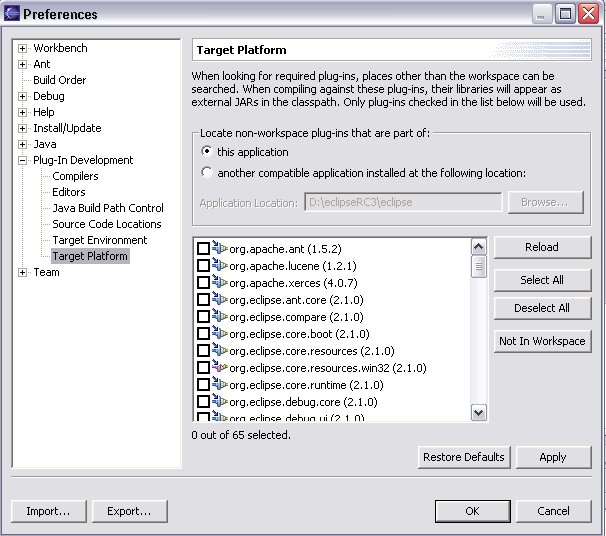 Preferences
Workbench
Ant
Build Order
Debug
Help
Install/Update
Java
Plug-In Development
Compilers
Editors
Java Build Path Control
Source Code Locations
Target Environment
Target Platform
Team
Target Platform
When looking for required plug-ins, places other than the workspace can be
searched. When compiling against these plug-ins, their libraries will appear as
external JARs in the classpath. Only plug-ins checked in the list below will be used.
Locate non-workspace plug-ins that are part of:
this application
another compatible application installed at the following location:
Application Location: D:\eclipseRC3\eclipse Browse...
org.apache.ant (1.5.2)
org.apache.lucene (1.2.1)
org.apache.xerces (4.0.7)
org.eclipse.ant.core (2.1.0)
org.eclipse.compare (2.1.0)
org.eclipse.core.boot (2.1.0)
org.eclipse.core.resources (2.1.0)
org.eclipse.core.resources.win32 (2.1.0)
org.eclipse.core.runtime (2.1.0)
org.eclipse.debug.core (2.1.0)
org.eclipse.debug.ui (2.1.0)
Reload
Select All
Deselect All
Not In Workspace
0 out of 65 selected.
Restore Defaults Apply
Import... Export... OK Cancel